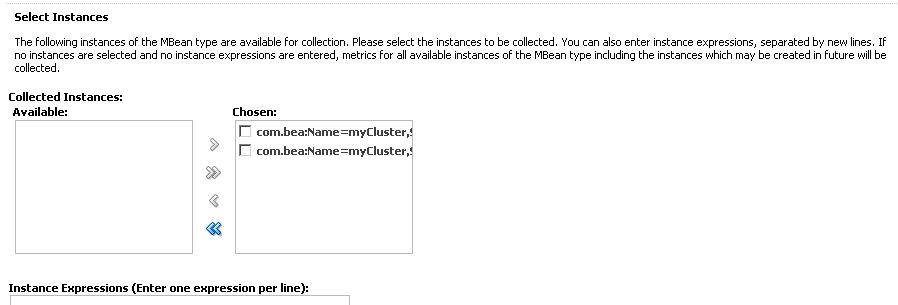 Select Instances
The following instances of the MBean type are available for collection. Please select the instances to be collected. You can also enter instance expressions, separated by new lines. If
no instances are selected and no instance expressions are entered, metrics for all available instances of the MBean type including the instances which may be created in future will be
collected.
Collected Instances:
Available:
Chosen:
com.bea:Name=myCluster,
com.bea:Name=myCluster,
Instance Expressions (Enter one expression per line):